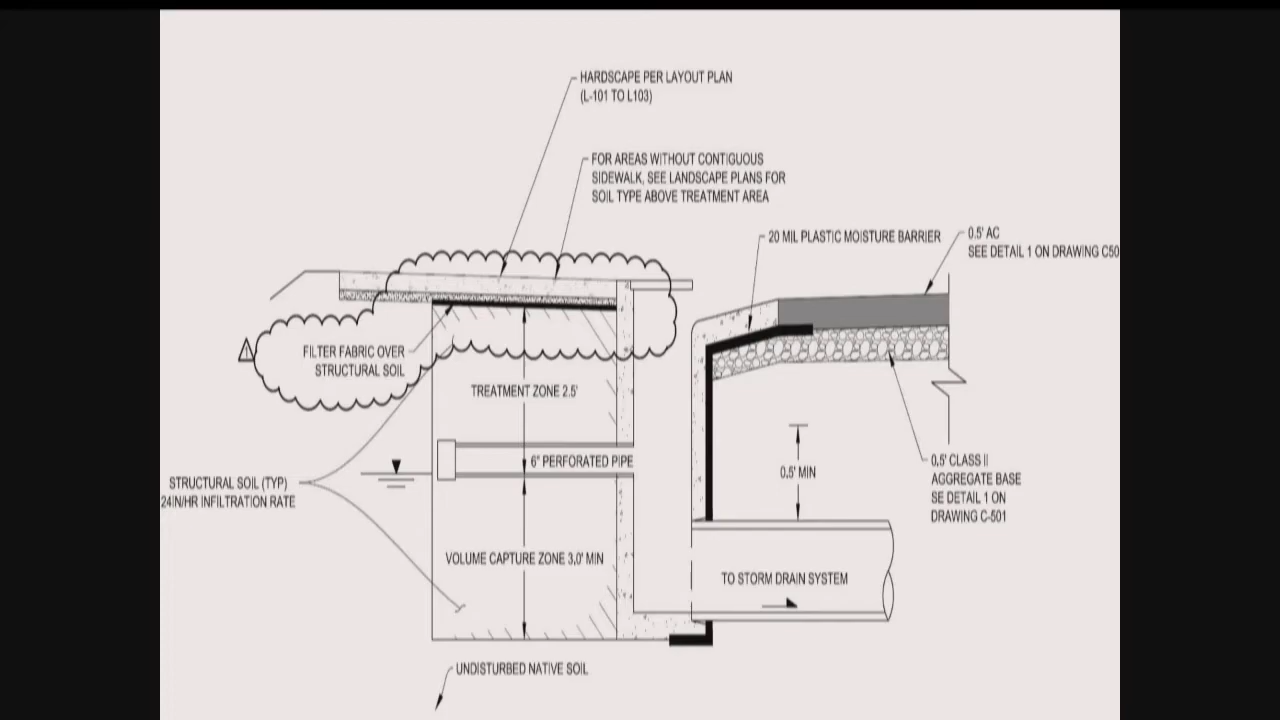 HARDSCAPE PER LAYOUT PLAN
(L-101 TO L103)
FOR AREAS WITHOUT CONTIGUOUS
SIDEWALK, SEE LANDSCAPE PLANS FOR
SOIL TYPE ABOVE TREATMENT AREA
20 MIL PLASTIC MOISTURE BARRIER
0.5' AC
SEE DETAIL 1 ON DRAWING C50
1
FILTER FABRIC OVER
STRUCTURAL SOIL
TREATMENT ZONE 2.5'
6" PERFORATED PIPE
0.5' MIN
0.5' CLASS II
AGGREGATE BASE
SE DETAIL 1 ON
DRAWING C-501
STRUCTURAL SOIL (TYP)
24IN/HR INFILTRATION RATE
VOLUME CAPTURE ZONE 3.0' MIN
TO STORM DRAIN SYSTEM
UNDISTURBED NATIVE SOIL